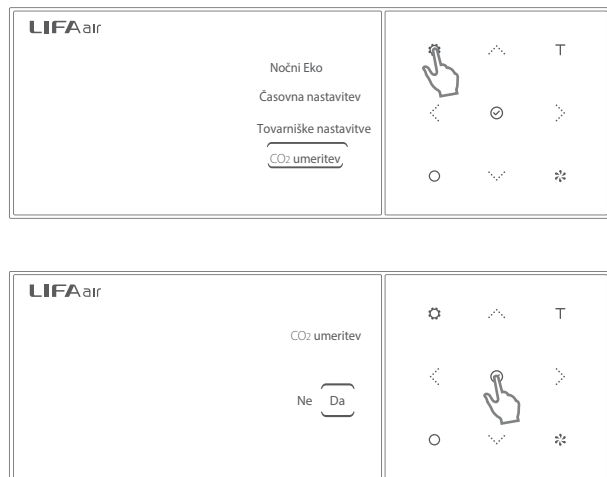 LIFAair
T
Nočni Eko
Časovna nastavitev
Tovarniške nastavitve
CO2 umeritev
LIFAair
T
CO2 umeritev
Ne Da